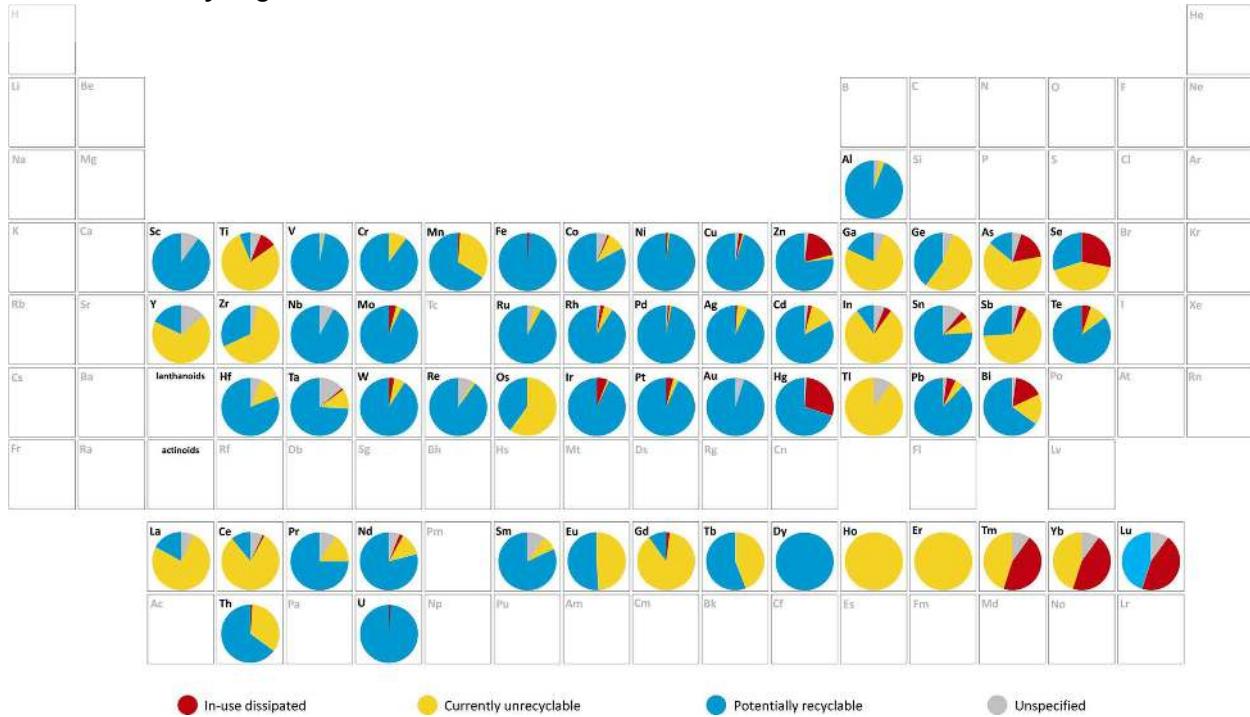 H He
Li Be B C N O F Ne
Na Mg Al Si P S Cl Ar
K Ca Sc Ti V Cr Mn Fe Co Ni Cu Zn Ga Ge As Se Br Kr
Rb Sr Y Zr Nb Mo Tc Ru Rh Pd Ag Cd In Sn Sb Te I Xe
Cs Ba lanthanoids Hf Ta W Re Os Ir Pt Au Hg Tl Pb Bi Po At Rn
Fr Ra actinoids Rf Db Sg Bh Hs Mt Ds Rg Cn Fl Lv
La Ce Pr Nd Pm Sm Eu Gd Tb Dy Ho Er Tm Yb Lu
Ac Th Pa U Np Pu Am Cm Bk Cf Es Fm Md No Lr
In-use dissipated Currently unrecyclable Potentially recyclable Unspecified